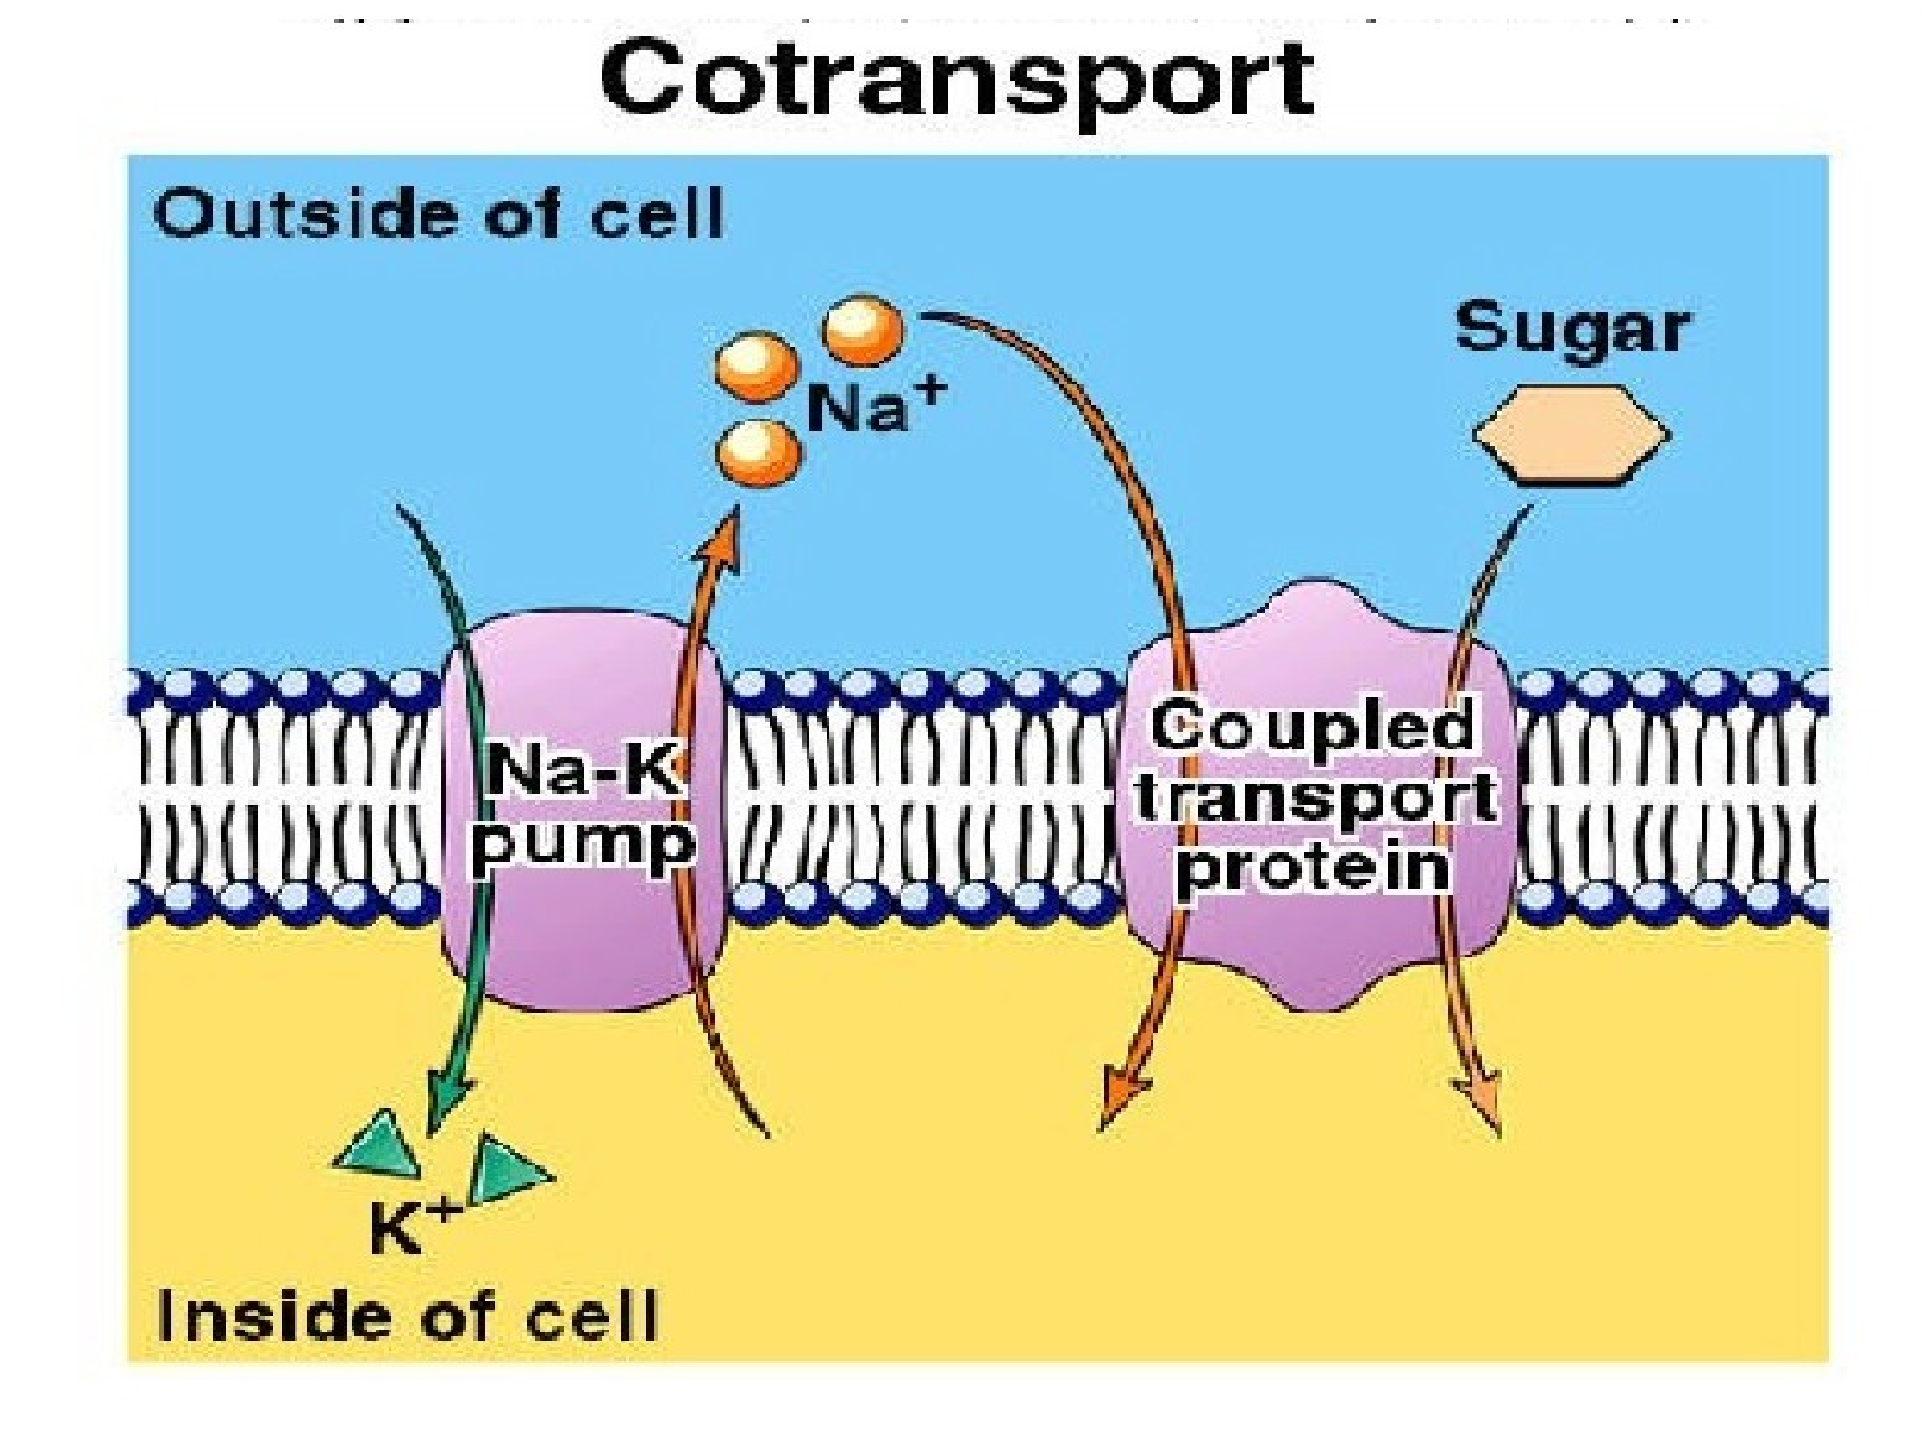 Cotransport
Outside of cell
Sugar
Na⁺
Na-K
pump
Coupled
transport
protein
K⁺
Inside of cell